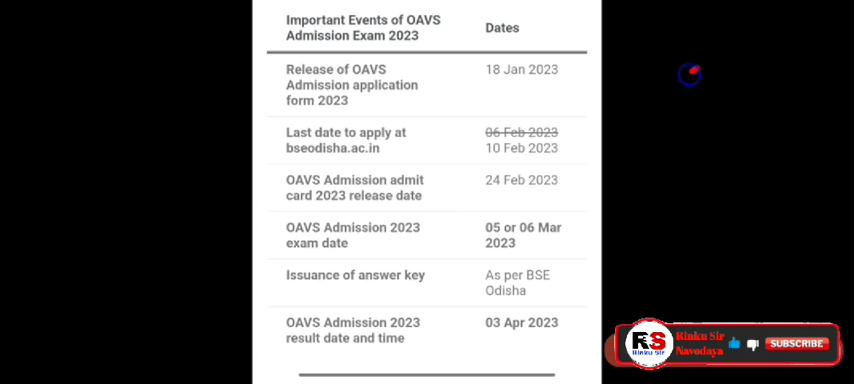 Important Events of OAVS
Admission Exam 2023
Dates
Release of OAVS
Admission application
form 2023
18 Jan 2023
Last date to apply at
bseodisha.ac.in
06 Feb 2023
10 Feb 2023
OAVS Admission admit
card 2023 release date
24 Feb 2023
OAVS Admission 2023
exam date
05 or 06 Mar
2023
Issuance of answer key
As per BSE
Odisha
OAVS Admission 2023
result date and time
03 Apr 2023
RS
Rinku Sir
Rinku Sir
Navodaya
SUBSCRIBE